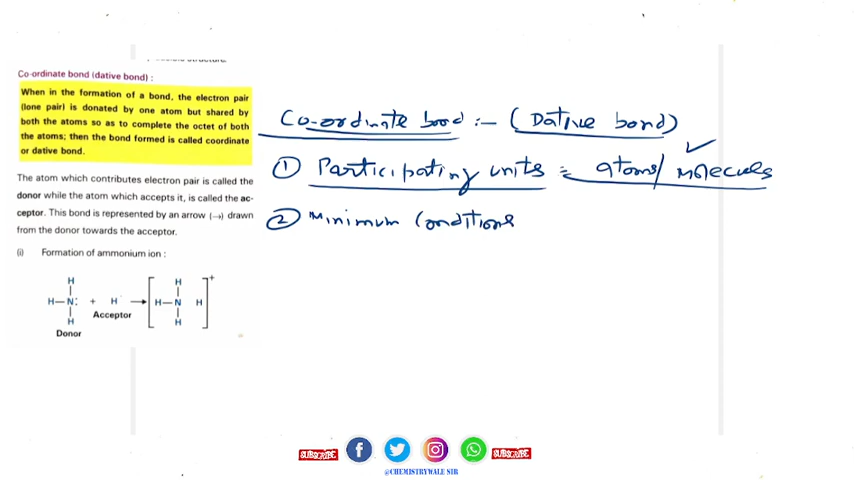 Co-ordinate bond (dative bond) :
When in the formation of a bond, the electron pair
(lone pair) is donated by one atom but shared by
both the atoms so as to complete the octet of both
the atoms; then the bond formed is called coordinate
or dative bond.
The atom which contributes electron pair is called the
donor while the atom which accepts it, is called the ac-
ceptor. This bond is represented by an arrow (→) drawn
from the donor towards the acceptor.
(i) Formation of ammonium ion :
H H +
H—N: + H → H—N H
H Acceptor H
Donor
Co-ordinate bond :- (Dative bond)
① Participating units = atoms/molecules
② Minimum Conditions
SUBSCRIBE SUBSCRIBE
@CHEMISTRYWALE SIR